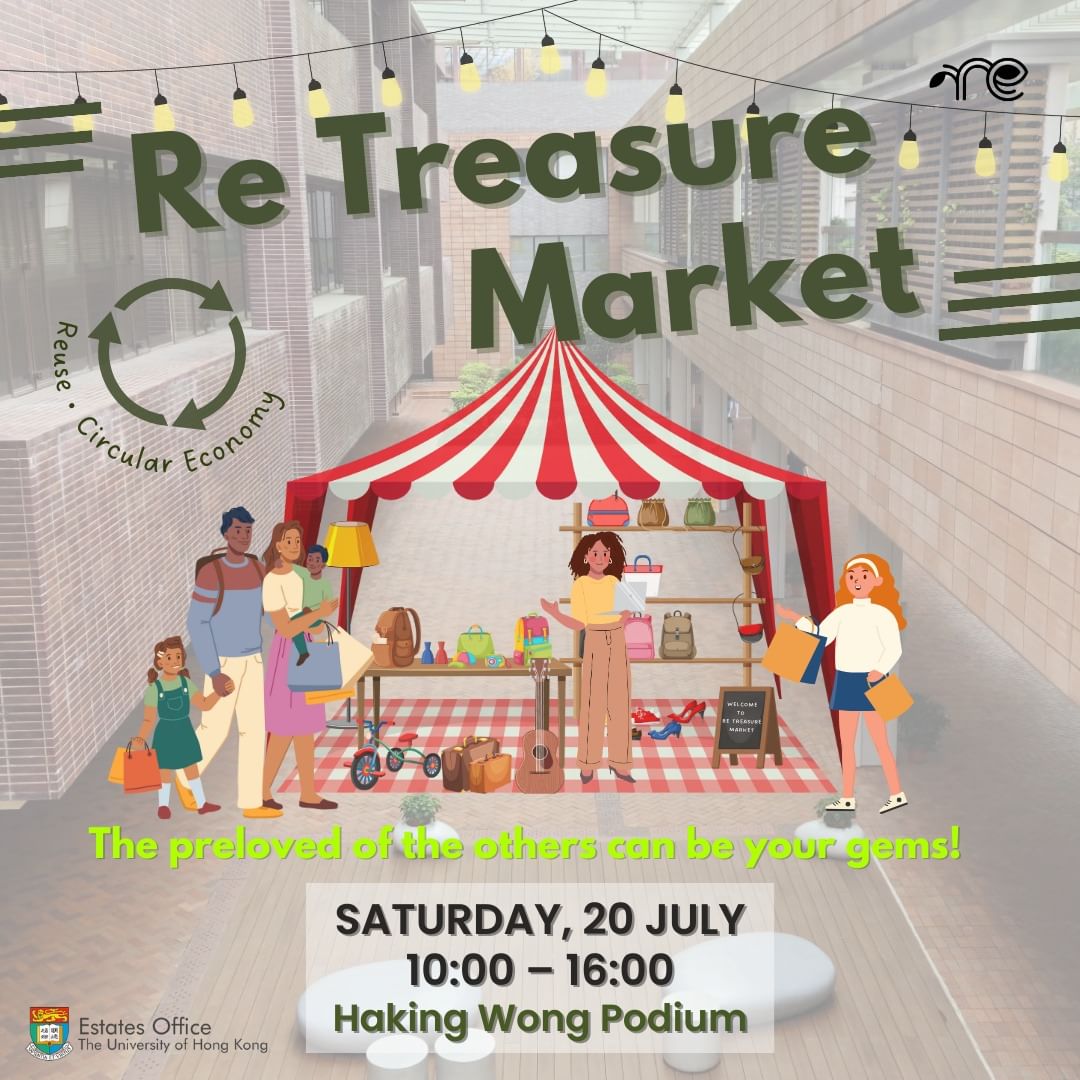 re
Re Treasure
Market
Reuse • Circular Economy
WELCOME
TO
RE TREASURE
MARKET
The preloved of the others can be your gems!
SATURDAY, 20 JULY
10:00 – 16:00
Haking Wong Podium
Estates Office
The University of Hong Kong